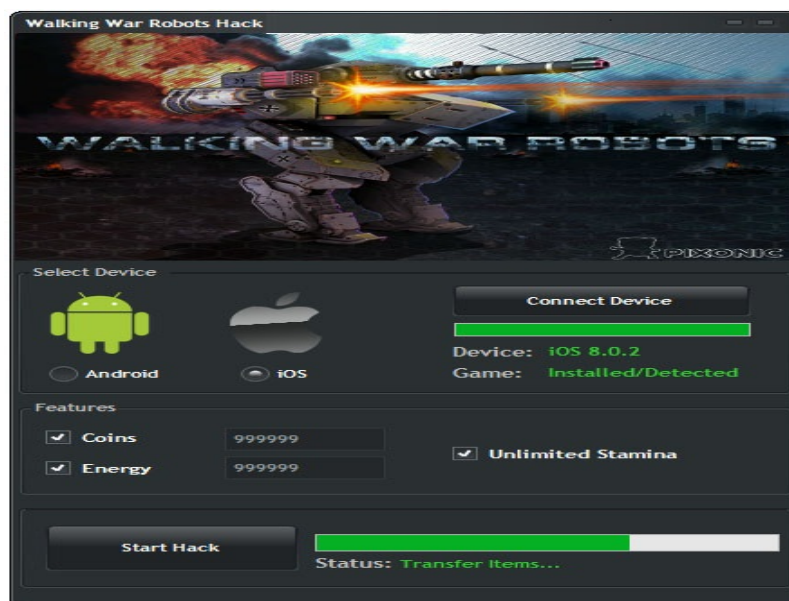 Walking War Robots Hack
WALKING WAR ROBOTS
PIXONIC
Select Device
Connect Device
Device: iOS 8.0.2
Game: Installed/Detected
Android
iOS
Features
Coins 999999
Energy 999999
Unlimited Stamina
Start Hack
Status: Transfer Items...